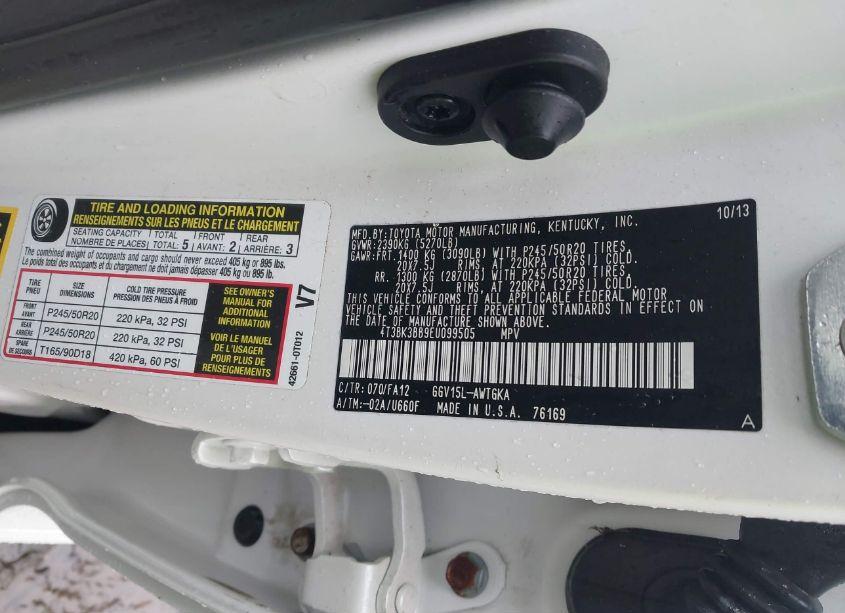 TIRE AND LOADING INFORMATION
RENSEIGNEMENTS SUR LES PNEUS ET LE CHARGEMENT
SEATING CAPACITY TOTAL FRONT REAR
NOMBRE DE PLACES: TOTAL: 5 AVANT: 2 ARRIÈRE: 3
The combined weight of occupants and cargo should never exceed 405 kg or 895 lbs.
Le poids total des occupants et du chargement ne doit jamais dépasser 405 kg ou 895 lb.
TIRE PNEU SIZE DIMENSIONS COLD TIRE PRESSURE PRESSION DES PNEUS À FROID
FRONT AVANT P245/50R20 220 kPa, 32 PSI
REAR ARRIÈRE P245/50R20 220 kPa, 32 PSI
SPARE DE SECOURS T165/90D18 420 kPa, 60 PSI
SEE OWNER'S
MANUAL FOR
ADDITIONAL
INFORMATION
VOIR LE MANUEL
DE L'USAGER
POUR PLUS DE
RENSEIGNEMENTS
V7
42661-0T012
10/13
MFD.BY:TOYOTA MOTOR MANUFACTURING, KENTUCKY, INC.
GVWR:2390KG (5270LB)
GAWR:FRT.1400 KG (3090LB) WITH P245/50R20 TIRES,
20X7.5J RIMS, AT 220KPA (32PSI) COLD.
RR. 1300 KG (2870LB) WITH P245/50R20 TIRES,
20X7.5J RIMS, AT 220KPA (32PSI) COLD.
THIS VEHICLE CONFORMS TO ALL APPLICABLE FEDERAL MOTOR
VEHICLE SAFETY AND THEFT PREVENTION STANDARDS IN EFFECT ON
THE DATE OF MANUFACTURE SHOWN ABOVE.
4T3BK3BB9EU099505 MPV
C/TR: 070/FA12 GGV15L-AWTGKA
A/TM:-02A/U660F MADE IN U.S.A. 76169
A